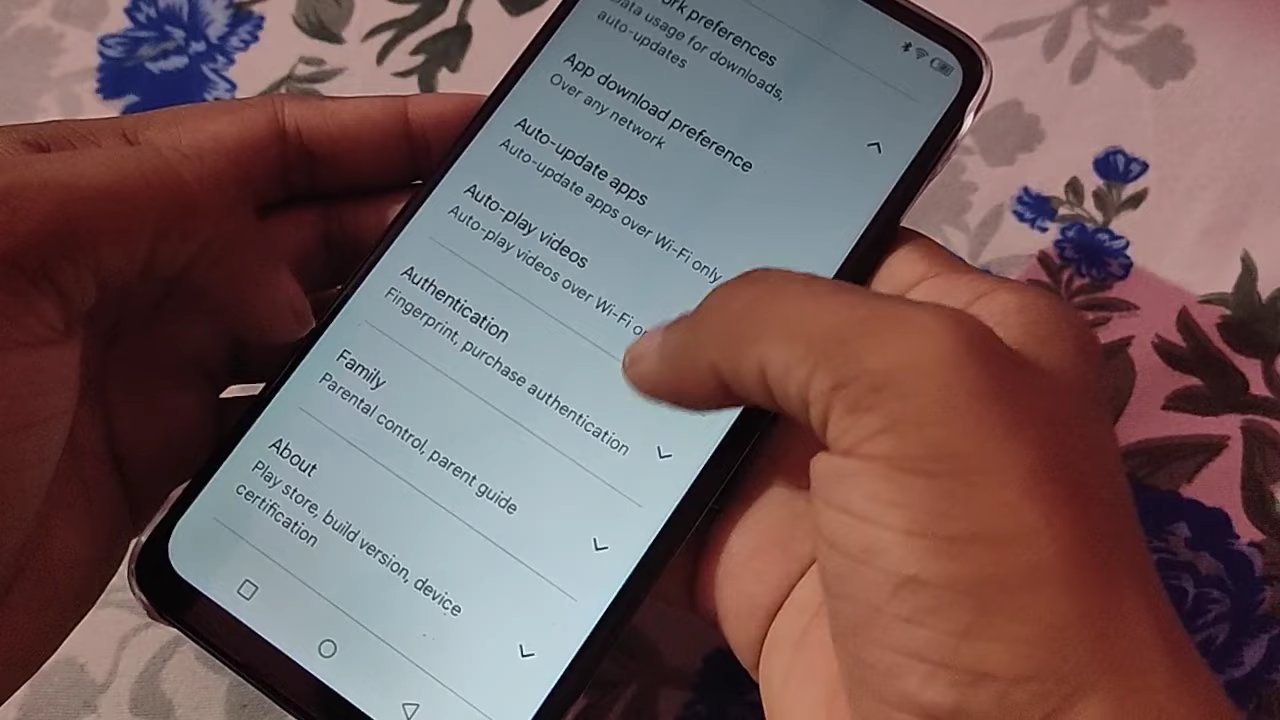 preferences
data usage for downloads,
auto-updates
App download preference
Over any network
Auto-update apps
Auto-update apps over Wi-Fi only
Auto-play videos
Auto-play videos over Wi-Fi
Authentication
Fingerprint, purchase authentication
Family
Parental control, parent guide
About
Play store, build version, device
certification